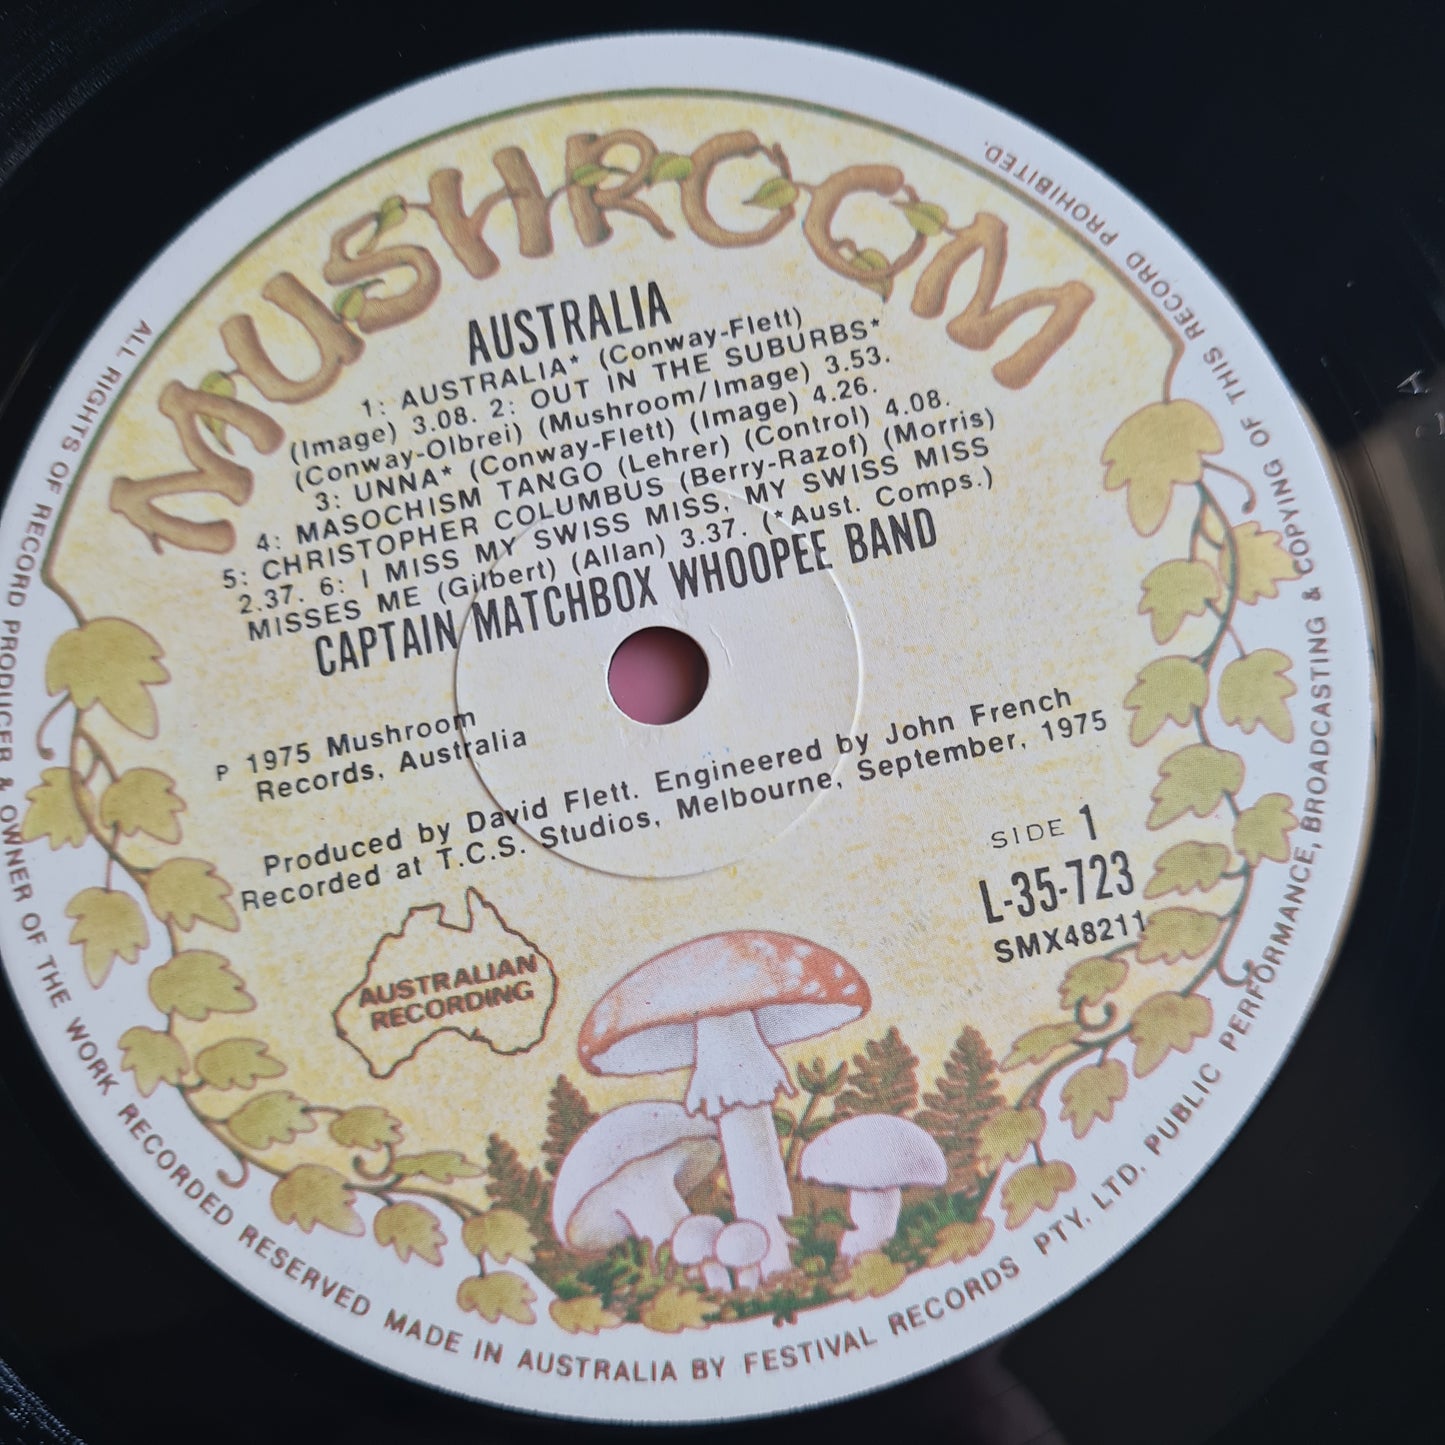 MUSHROOM
AUSTRALIA
1: AUSTRALIA* (Conway-Flett)
(Image) 3.08. 2: OUT IN THE SUBURBS*
(Conway-Olbrei) (Mushroom/Image) 3.53.
3: UNNA* (Conway-Flett) (Image) 4.26.
4: MASOCHISM TANGO (Lehrer) (Control) 4.08.
5: CHRISTOPHER COLUMBUS (Berry-Razof) (Morris)
2.37. 6: I MISS MY SWISS MISS, MY SWISS MISS
MISSES ME (Gilbert) (Allan) 3.37. (*Aust. Comps.)
CAPTAIN MATCHBOX WHOOPEE BAND
P 1975 Mushroom
Records, Australia
Produced by David Flett. Engineered by John French
Recorded at T.C.S. Studios, Melbourne, September, 1975
SIDE 1
L-35-723
SMX48211
AUSTRALIAN
RECORDING
ALL RIGHTS OF RECORD PRODUCER & OWNER OF THE WORK RECORDED RESERVED MADE IN AUSTRALIA BY FESTIVAL RECORDS PTY. LTD. PUBLIC PERFORMANCE, BROADCASTING & COPYING OF THIS RECORD PROHIBITED.